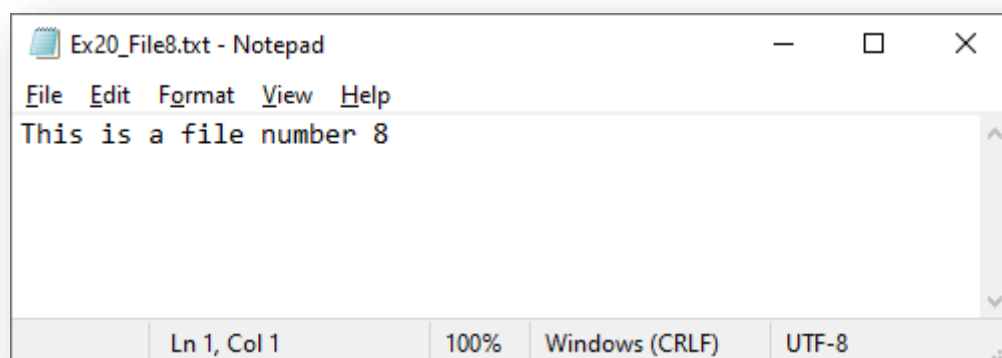 Ex20_File8.txt - Notepad
File Edit Format View Help
This is a file number 8
Ln 1, Col 1 100% Windows (CRLF) UTF-8